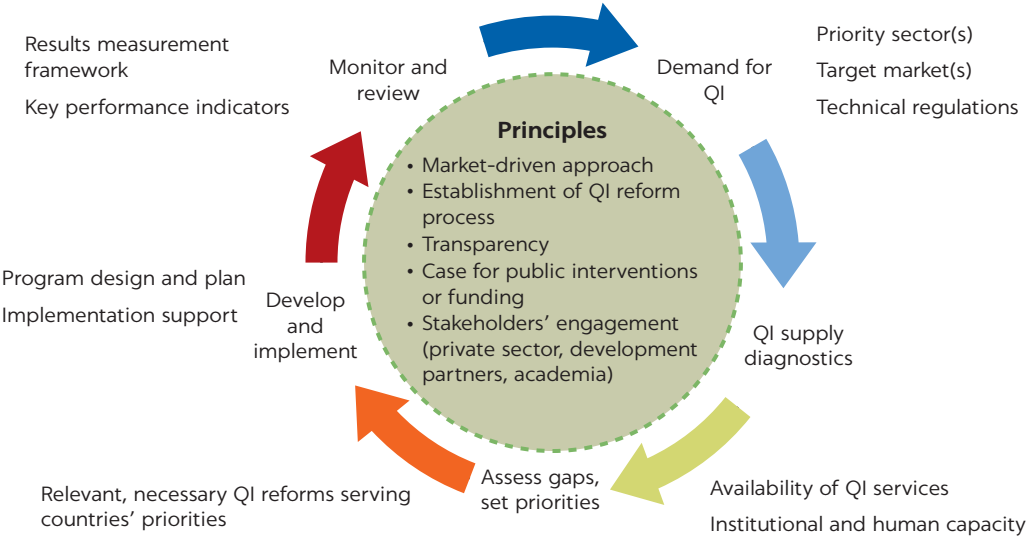 Results measurement
framework
Key performance indicators
Monitor and
review
Demand for
QI
Priority sector(s)
Target market(s)
Technical regulations
Principles
• Market-driven approach
• Establishment of QI reform
process
• Transparency
• Case for public interventions
or funding
• Stakeholders’ engagement
(private sector, development
partners, academia)
Program design and plan
Implementation support
Develop
and
implement
QI supply
diagnostics
Assess gaps,
set priorities
Relevant, necessary QI reforms serving
countries’ priorities
Availability of QI services
Institutional and human capacity